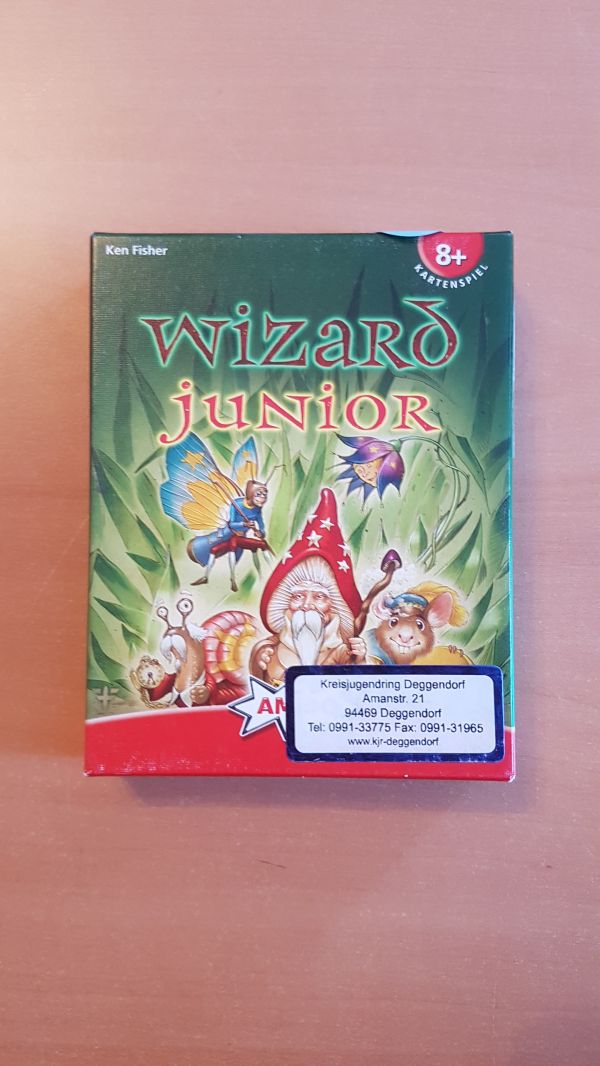 Ken Fisher
8+
KARTENSPIEL
WIZARD
JUNIOR
AM
Kreisjugendring Deggendorf
Amanstr. 21
94469 Deggendorf
Tel: 0991-33775 Fax: 0991-31965
www.kjr-deggendorf